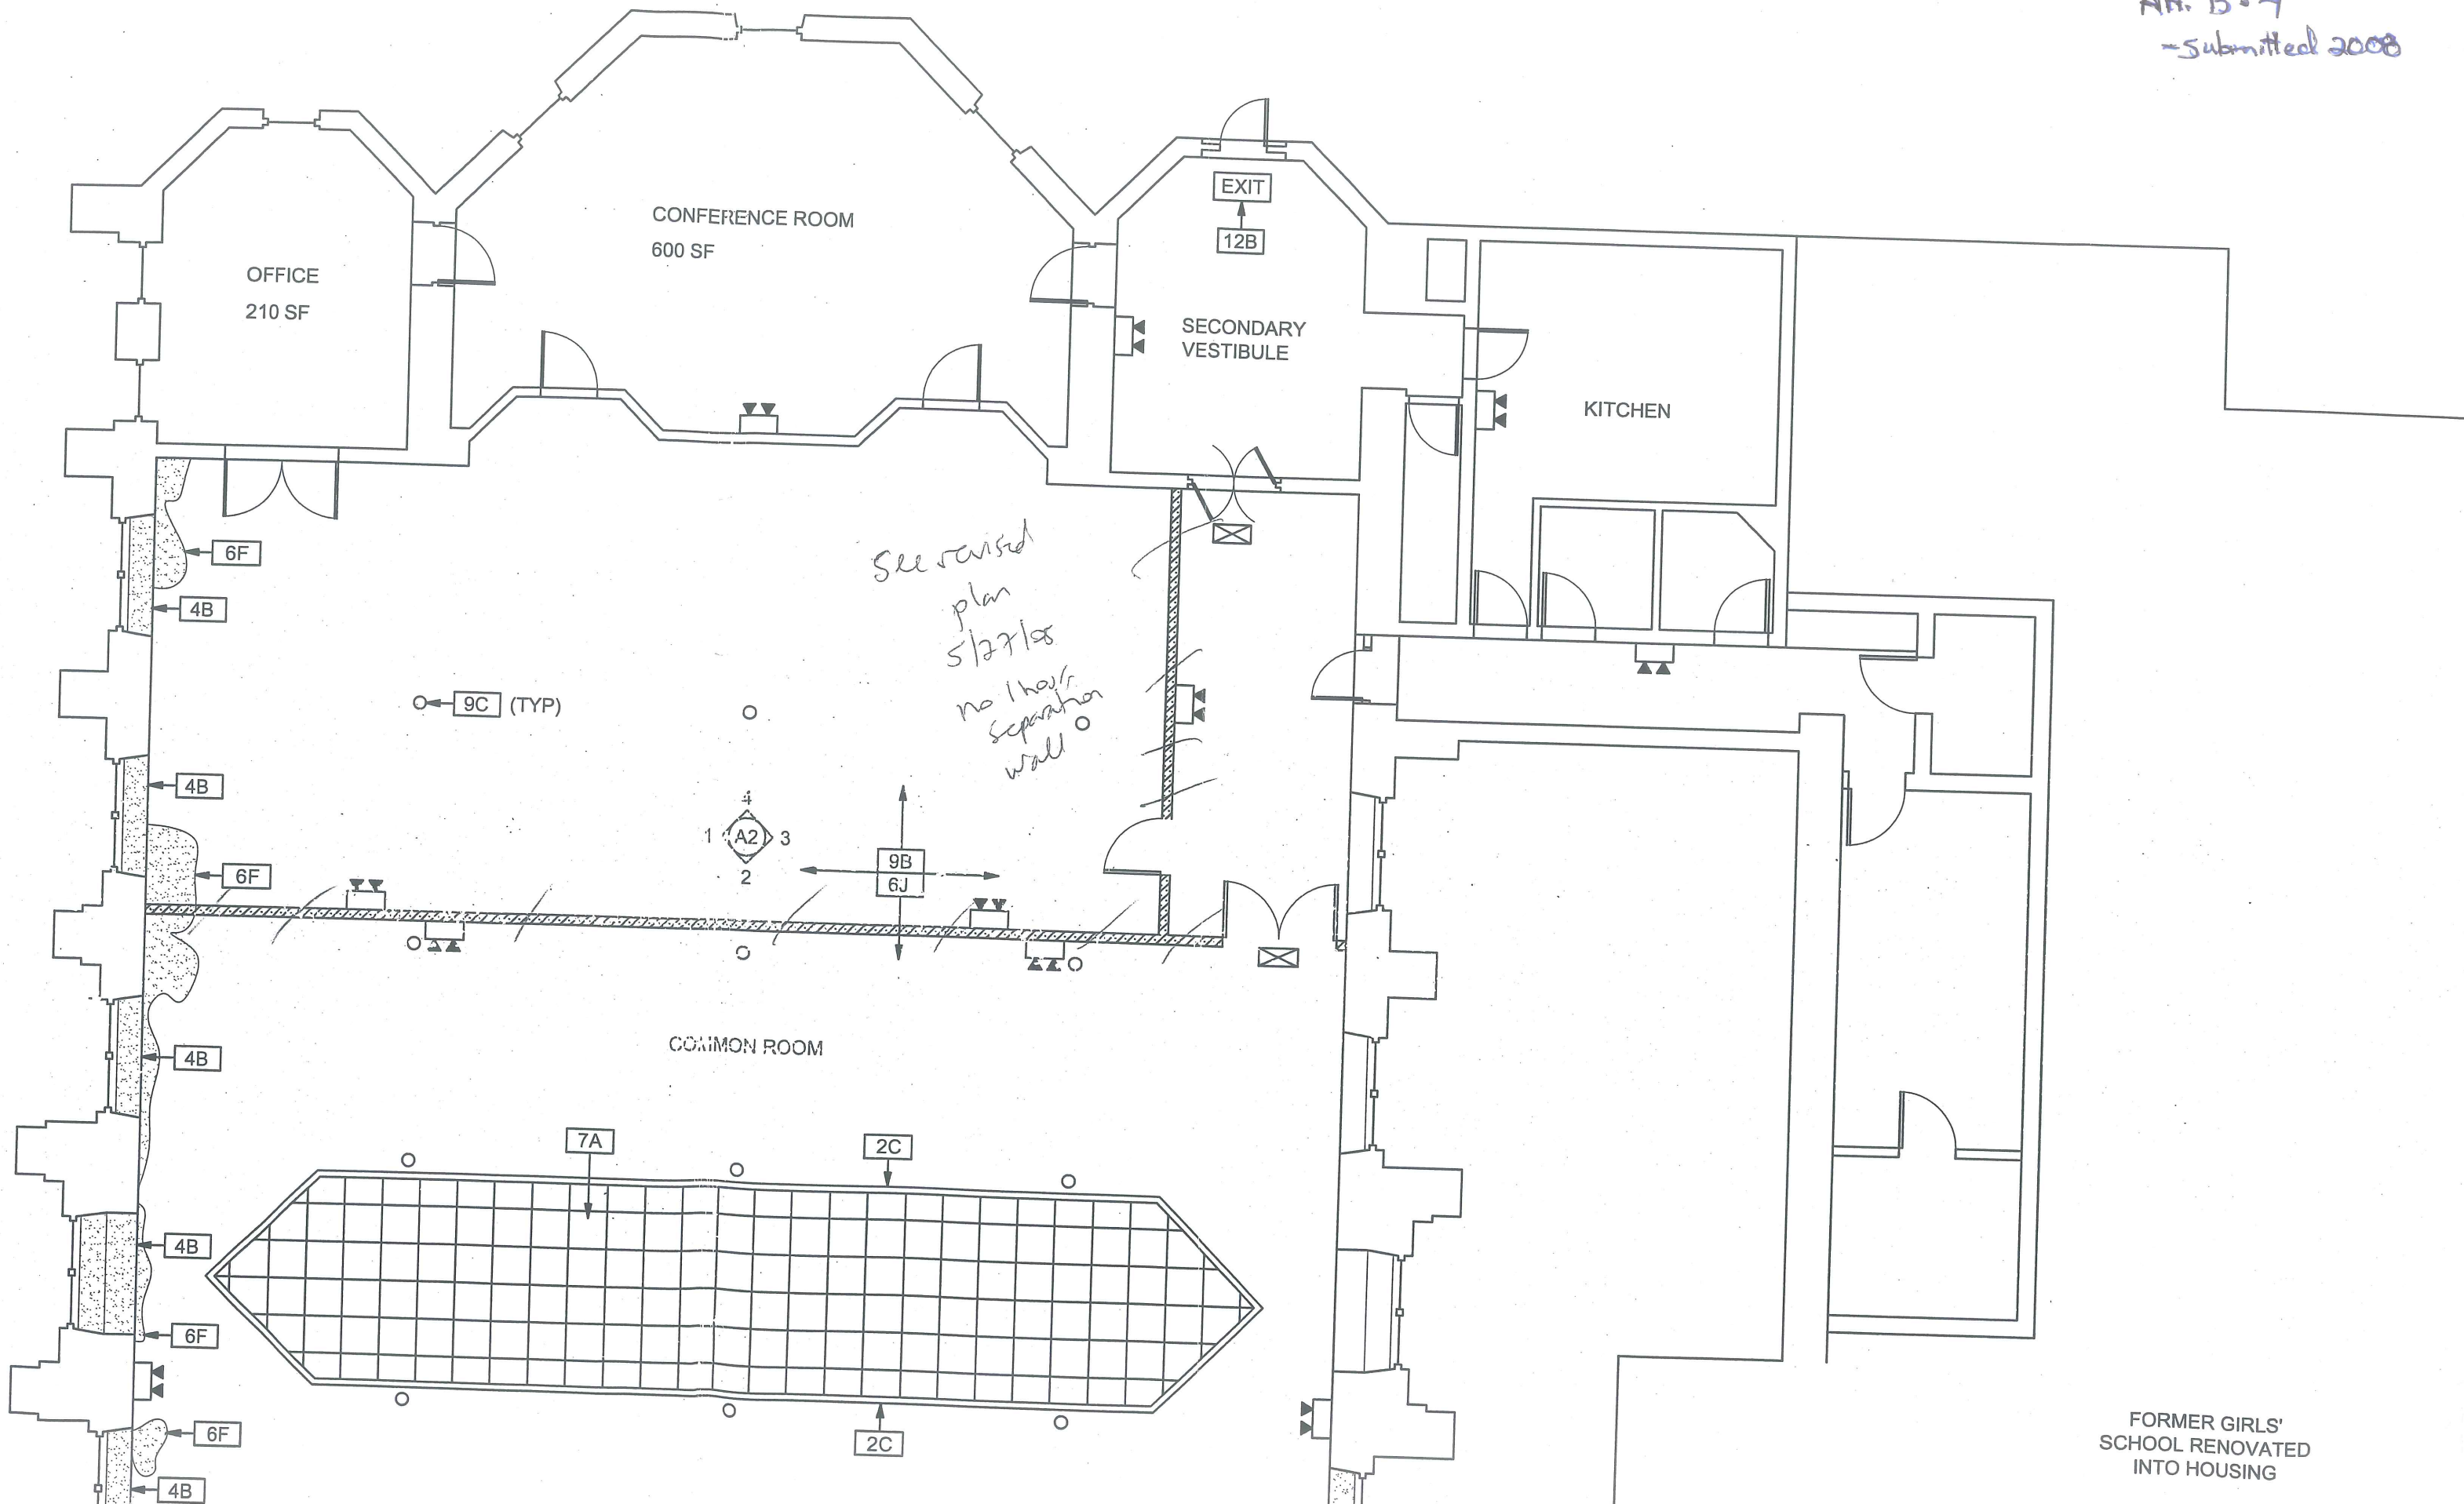 -submitted 2008
EXIT
12B
CONFERENCE ROOM
600 SF
OFFICE
210 SF
SECONDARY
VESTIBULE
KITCHEN
See revised
plan
5/27/08
no 1 hour
separation
wall
6F
4B
9C (TYP)
4B
4
1 A2 3
2
9B
6J
6F
COMMON ROOM
4B
7A
2C
4B
6F
6F
2C
4B
FORMER GIRLS'
SCHOOL RENOVATED
INTO HOUSING